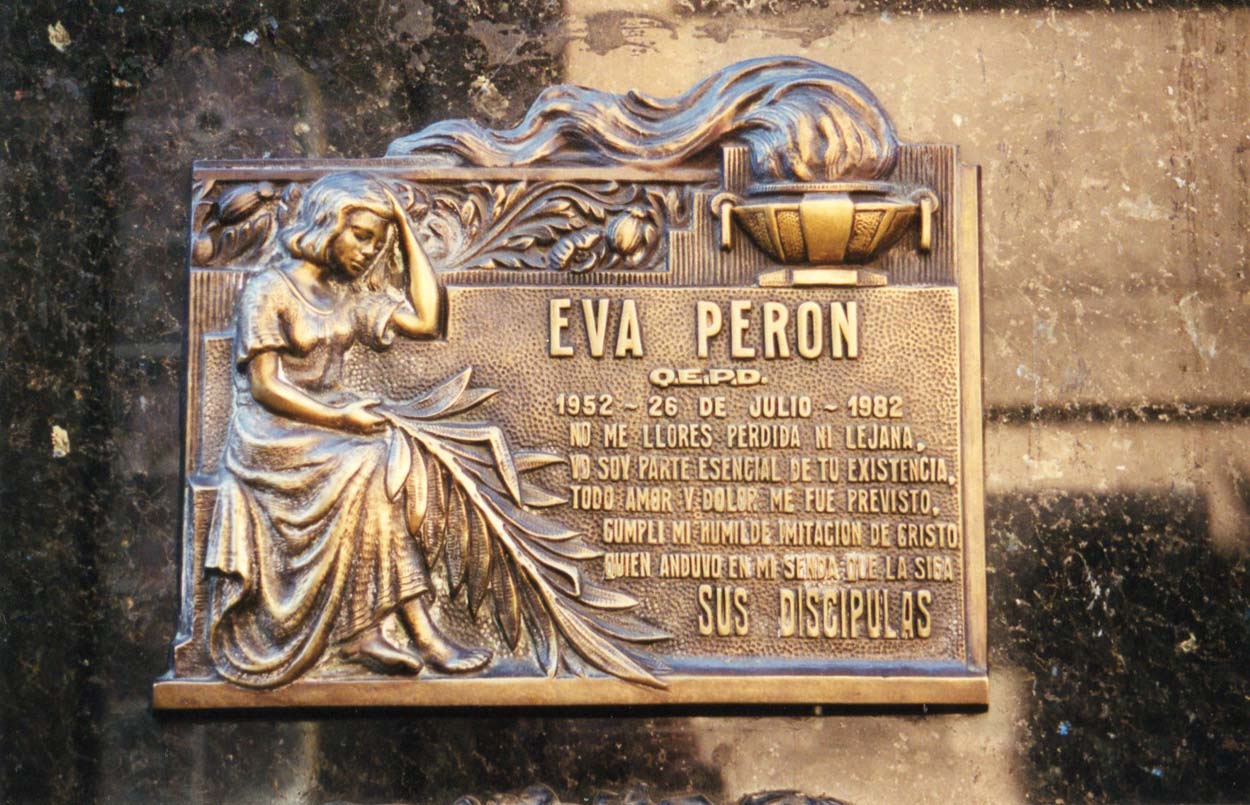 EVA PERON
Q.E.P.D.
1952 ~ 26 DE JULIO ~ 1982
NO ME LLORES PERDIDA NI LEJANA,
YO SOY PARTE ESENCIAL DE TU EXISTENCIA,
TODO AMOR Y DOLOR ME FUE PREVISTO,
CUMPLI MI HUMILDE IMITACION DE CRISTO
QUIEN ANDUVO EN MI SENDA QUE LA SIGA
SUS DISCIPULAS